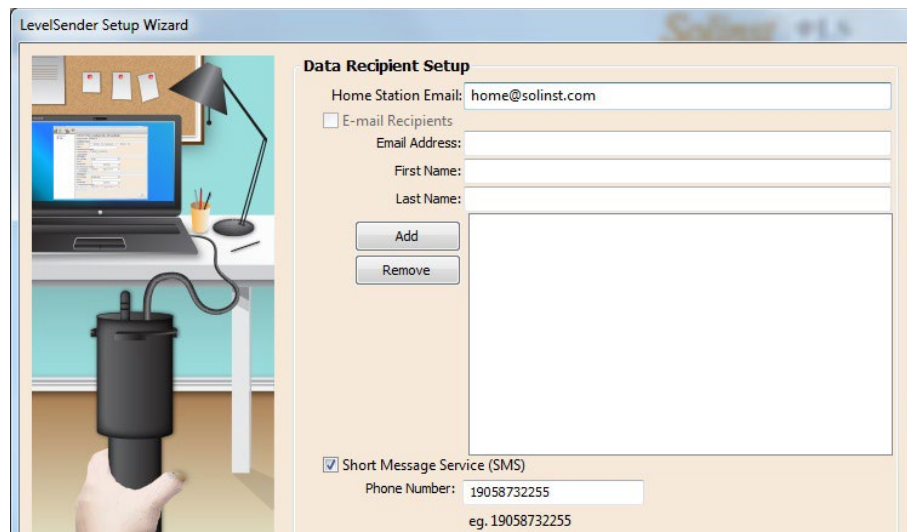 LevelSender Setup Wizard
Solinst
Data Recipient Setup
Home Station Email: home@solinst.com
E-mail Recipients
Email Address:
First Name:
Last Name:
Add
Remove
Short Message Service (SMS)
Phone Number: 19058732255
eg. 19058732255